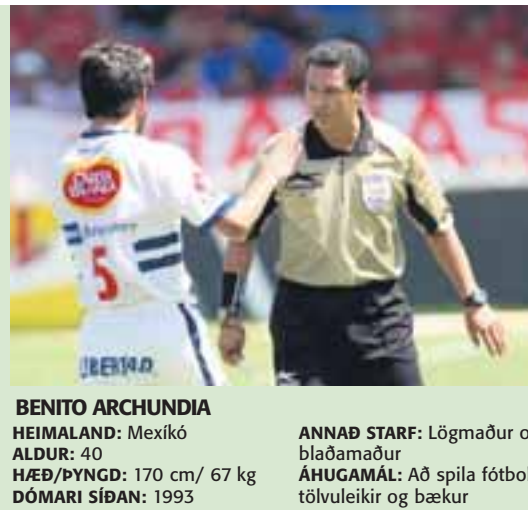 5
BENITO ARCHUNDIA
HEIMALAND: Mexíkó
ALDUR: 40
HÆÐ/ÞYNGD: 170 cm/ 67 kg
DÓMARI SÍÐAN: 1993
ANNAÐ STARF: Lögmaður o
blaðamaður
ÁHUGAMÁL: Að spila fótbol
tölvuleikir og bækur